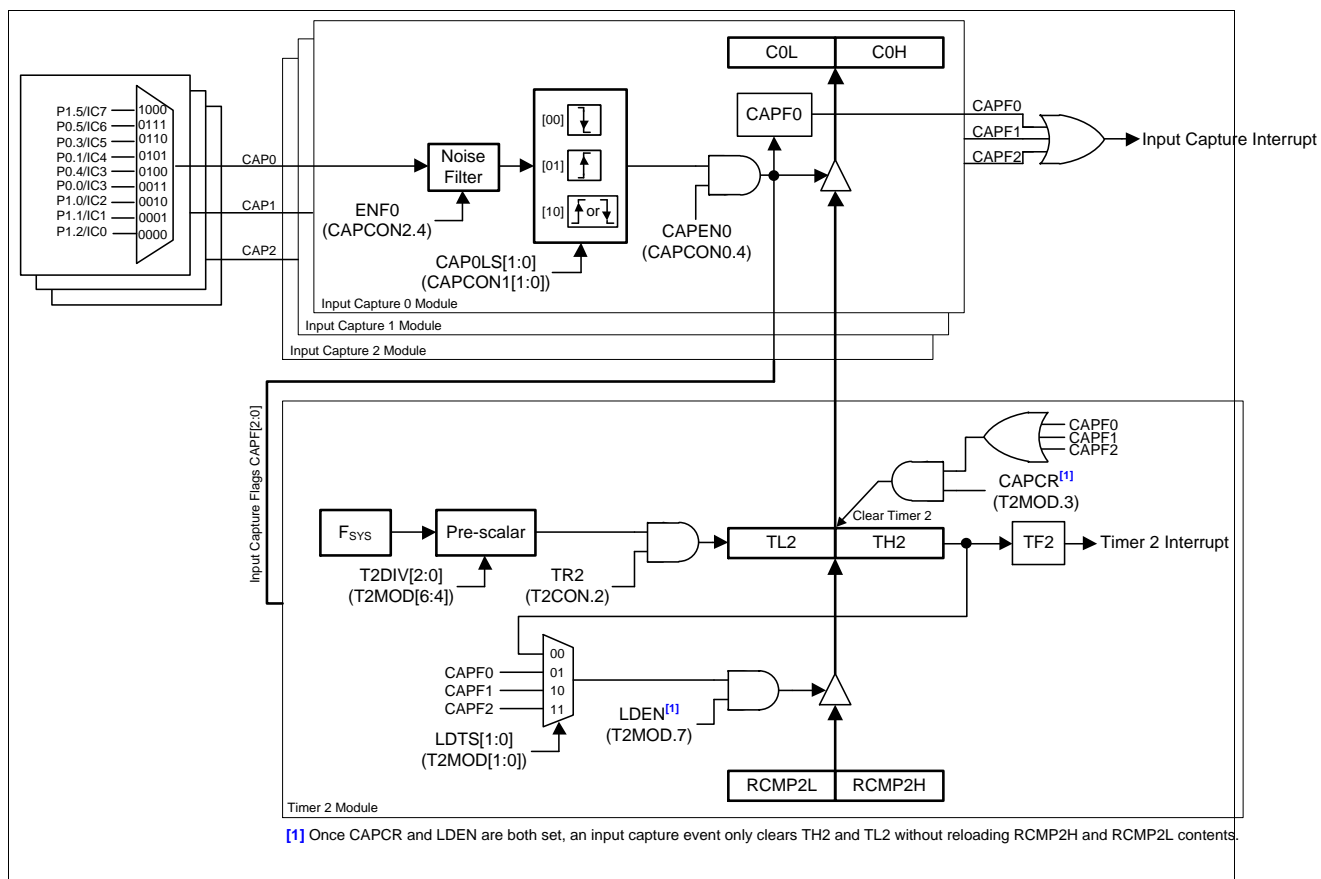 C0L C0H
P1.5/IC7 1000
P0.5/IC6 0111
P0.3/IC5 0110
P0.1/IC4 0101
P0.4/IC3 0100
P0.0/IC3 0011
P1.0/IC2 0010
P1.1/IC1 0001
P1.2/IC0 0000
CAP0
CAP1
CAP2
Noise
Filter
ENF0
(CAPCON2.4)
[00]
[01]
[10] or
CAP0LS[1:0]
(CAPCON1[1:0])
CAPEN0
(CAPCON0.4)
CAPF0
CAPF0
CAPF1
CAPF2
Input Capture Interrupt
Input Capture 0 Module
Input Capture 1 Module
Input Capture 2 Module
Input Capture Flags CAPF[2:0]
CAPF0
CAPF1
CAPF2
CAPCR[1]
(T2MOD.3)
Clear Timer 2
FSYS
Pre-scalar
T2DIV[2:0]
(T2MOD[6:4])
TR2
(T2CON.2)
TL2 TH2
TF2
Timer 2 Interrupt
00
CAPF0 01
CAPF1 10
CAPF2 11
LDTS[1:0]
(T2MOD[1:0])
LDEN[1]
(T2MOD.7)
RCMP2L RCMP2H
Timer 2 Module
[1] Once CAPCR and LDEN are both set, an input capture event only clears TH2 and TL2 without reloading RCMP2H and RCMP2L contents.